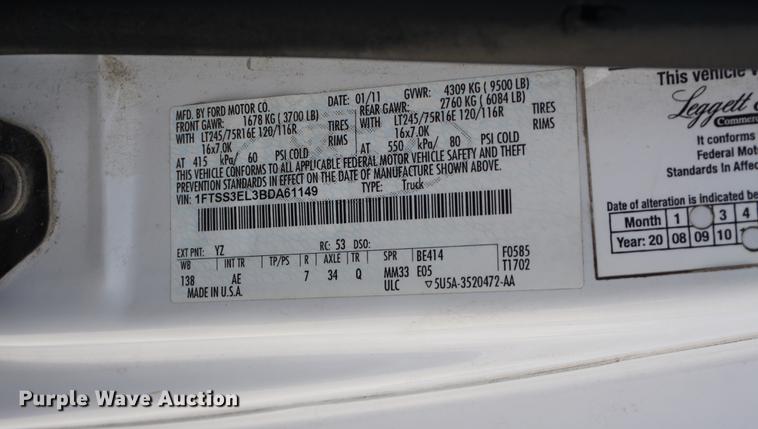 MFD. BY FORD MOTOR CO. DATE: 01/11 GVWR: 4309 KG ( 9500 LB)
FRONT GAWR: 1678 KG ( 3700 LB) REAR GAWR: 2760 KG ( 6084 LB)
WITH LT245/75R16E 120/116R TIRES WITH LT245/75R16E 120/116R TIRES
16x7.0K RIMS 16x7.0K RIMS
AT 415 kPa/ 60 PSI COLD AT 550 kPa/ 80 PSI COLD
THIS VEHICLE CONFORMS TO ALL APPLICABLE FEDERAL MOTOR VEHICLE SAFETY AND THEFT
PREVENTION STANDARDS IN EFFECT ON THE DATE OF MANUFACTURE SHOWN ABOVE.
VIN: 1FTSS3EL3BDA61149 TYPE: Truck
EXT PNT: YZ RC: 53 DSO:
WB INT TR TP/PS R AXLE TR SPR BE414 F0585
138 AE 7 34 Q MM33 E05 T1702
MADE IN U.S.A. ULC ▽5U5A-3520472-AA
This vehicle
Leggett &
Commerc
It conforms
Federal Mot
Standards In Affec
Date of alteration is indicated be
Month 1 3 4
Year: 20 08 09 10
Purple Wave Auction